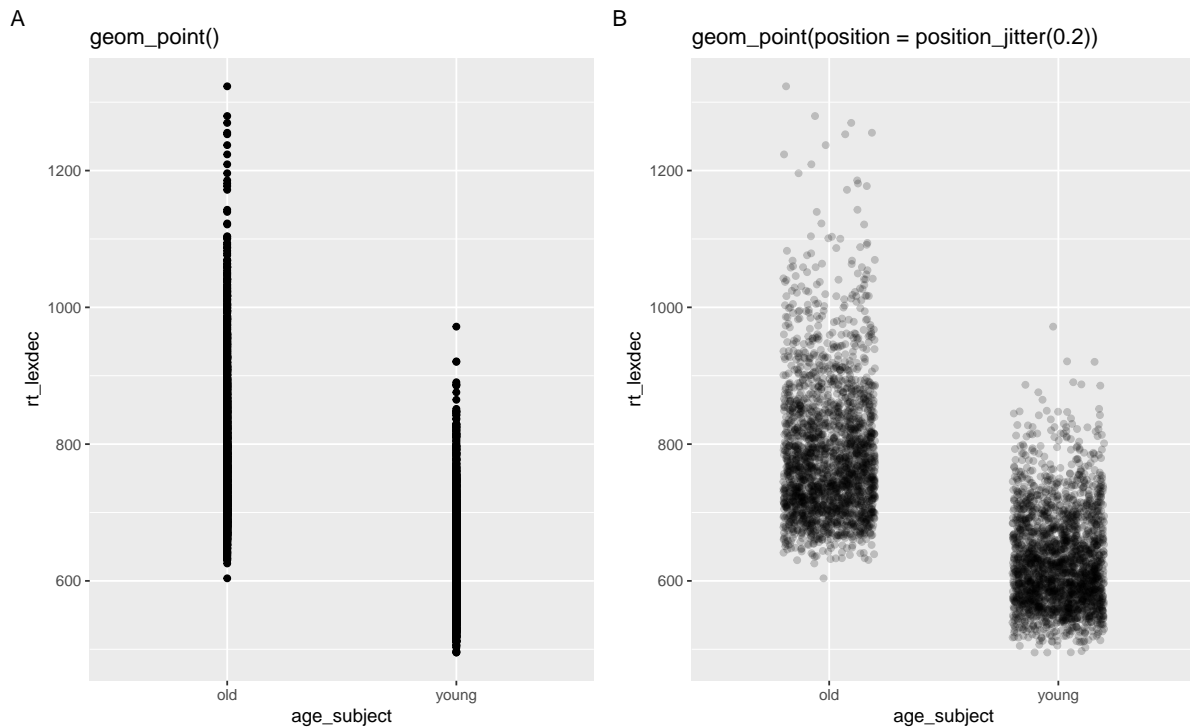 A
geom_point()
1200
1000
800
600
rt_lexdec
old
young
age_subject
B
geom_point(position = position_jitter(0.2))
1200
1000
800
600
rt_lexdec
old
young
age_subject